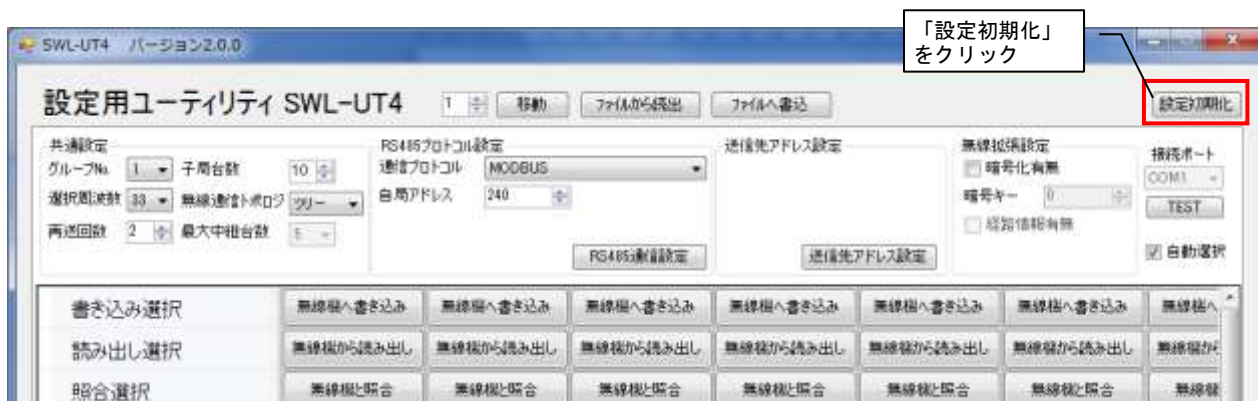 「設定初期化」
をクリック
SWL-UT4 バージョン2.0.0
設定用ユーティリティ SWL-UT4 1 移動 ファイルから読出 ファイルへ書込 設定初期化
共通設定 RS485プロトコル設定 送信先アドレス設定 無線拡張設定 接続ポート
グループNo. 1 子局台数 10 通信プロトコル MODBUS 暗号化有無 COM1
選択周波数 33 無線通信トポロジ ツリー 自局アドレス 240 暗号キー 0 TEST
再送回数 2 最大中継台数 5 経路情報有無
RS485通信設定 送信先アドレス設定 自動選択
書き込み選択 無線機へ書き込み 無線機へ書き込み 無線機へ書き込み 無線機へ書き込み 無線機へ書き込み 無線機へ書き込み 無線機へ
読み出し選択 無線機から読み出し 無線機から読み出し 無線機から読み出し 無線機から読み出し 無線機から読み出し 無線機から読み出し 無線機から
照合選択 無線機と照合 無線機と照合 無線機と照合 無線機と照合 無線機と照合 無線機と照合 無線機